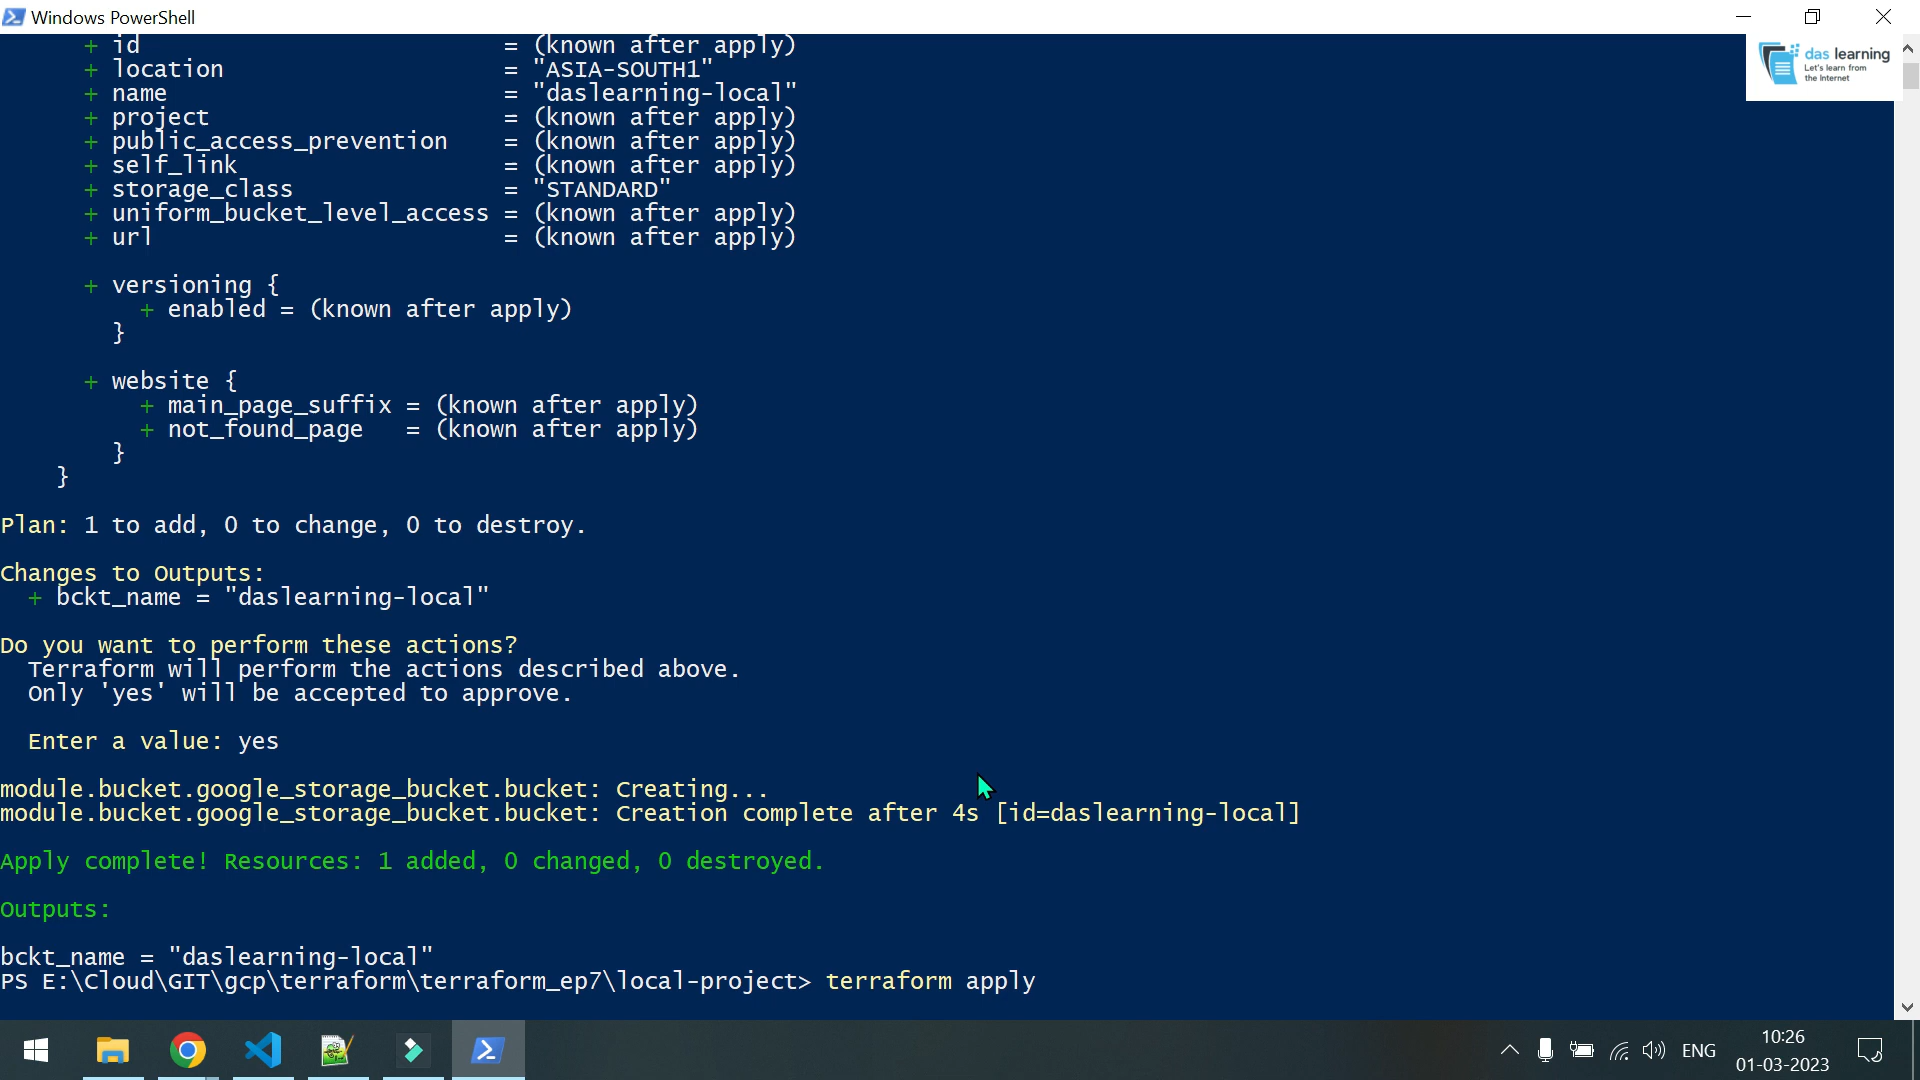 Windows PowerShell
das learning
Let's learn from
the Internet
+ id = (known after apply)
+ location = "ASIA-SOUTH1"
+ name = "daslearning-local"
+ project = (known after apply)
+ public_access_prevention = (known after apply)
+ self_link = (known after apply)
+ storage_class = "STANDARD"
+ uniform_bucket_level_access = (known after apply)
+ url = (known after apply)
+ versioning {
+ enabled = (known after apply)
}
+ website {
+ main_page_suffix = (known after apply)
+ not_found_page = (known after apply)
}
}
Plan: 1 to add, 0 to change, 0 to destroy.
Changes to Outputs:
+ bckt_name = "daslearning-local"
Do you want to perform these actions?
Terraform will perform the actions described above.
Only 'yes' will be accepted to approve.
Enter a value: yes
module.bucket.google_storage_bucket.bucket: Creating...
module.bucket.google_storage_bucket.bucket: Creation complete after 4s [id=daslearning-local]
Apply complete! Resources: 1 added, 0 changed, 0 destroyed.
Outputs:
bckt_name = "daslearning-local"
PS E:\Cloud\GIT\gcp\terraform\terraform_ep7\local-project> terraform apply
ENG
10:26
01-03-2023